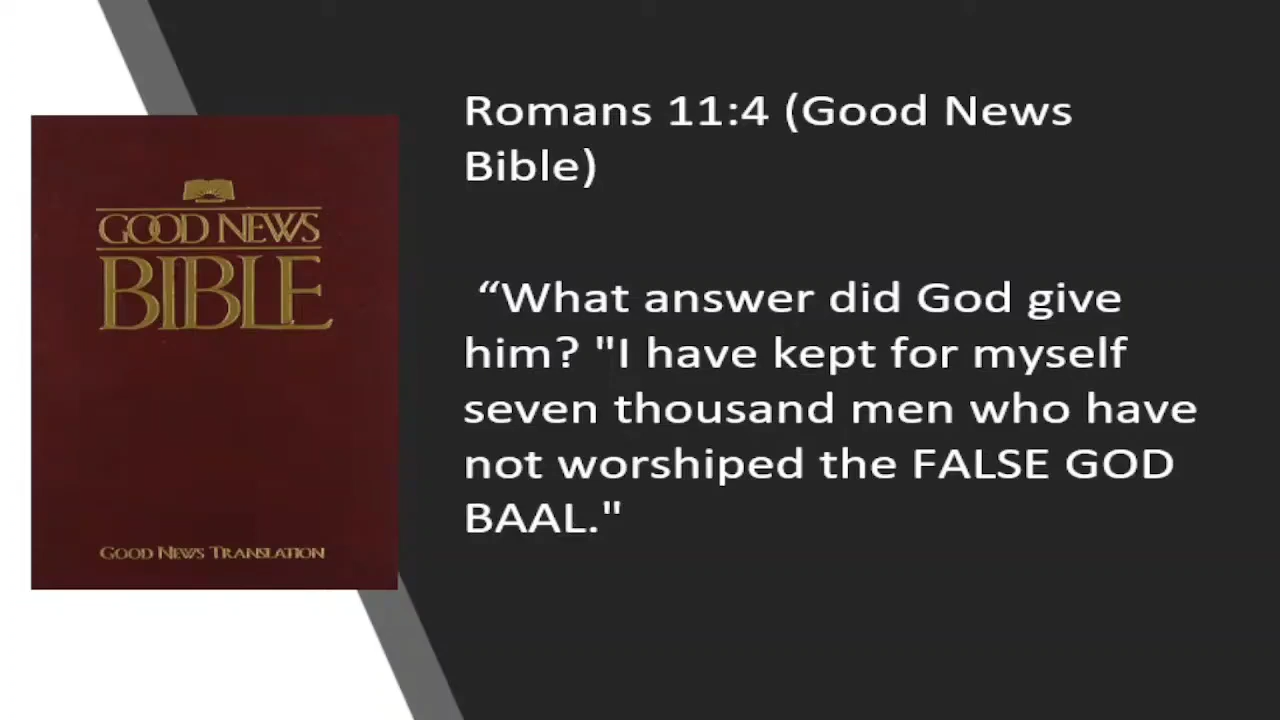 GOOD NEWS
BIBLE
GOOD NEWS TRANSLATION
Romans 11:4 (Good News
Bible)
“What answer did God give
him? "I have kept for myself
seven thousand men who have
not worshiped the FALSE GOD
BAAL."